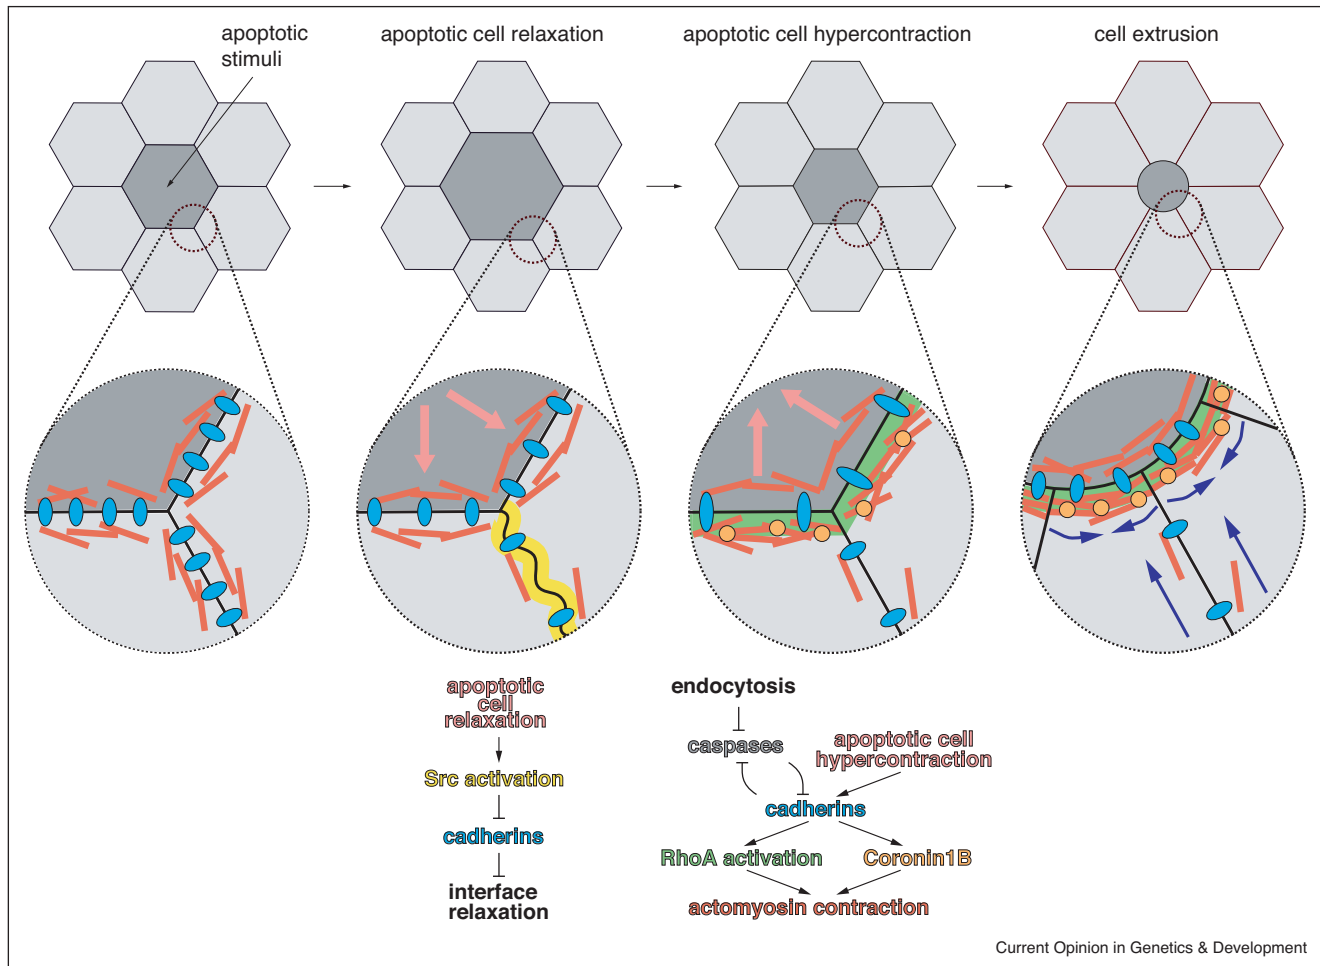 apoptotic
stimuli
apoptotic cell relaxation
apoptotic cell hypercontraction
cell extrusion
apoptotic
cell
relaxation
Src activation
cadherins
interface
relaxation
endocytosis
caspases
apoptotic cell
hypercontraction
cadherins
RhoA activation
Coronin1B
actomyosin contraction
Current Opinion in Genetics & Development